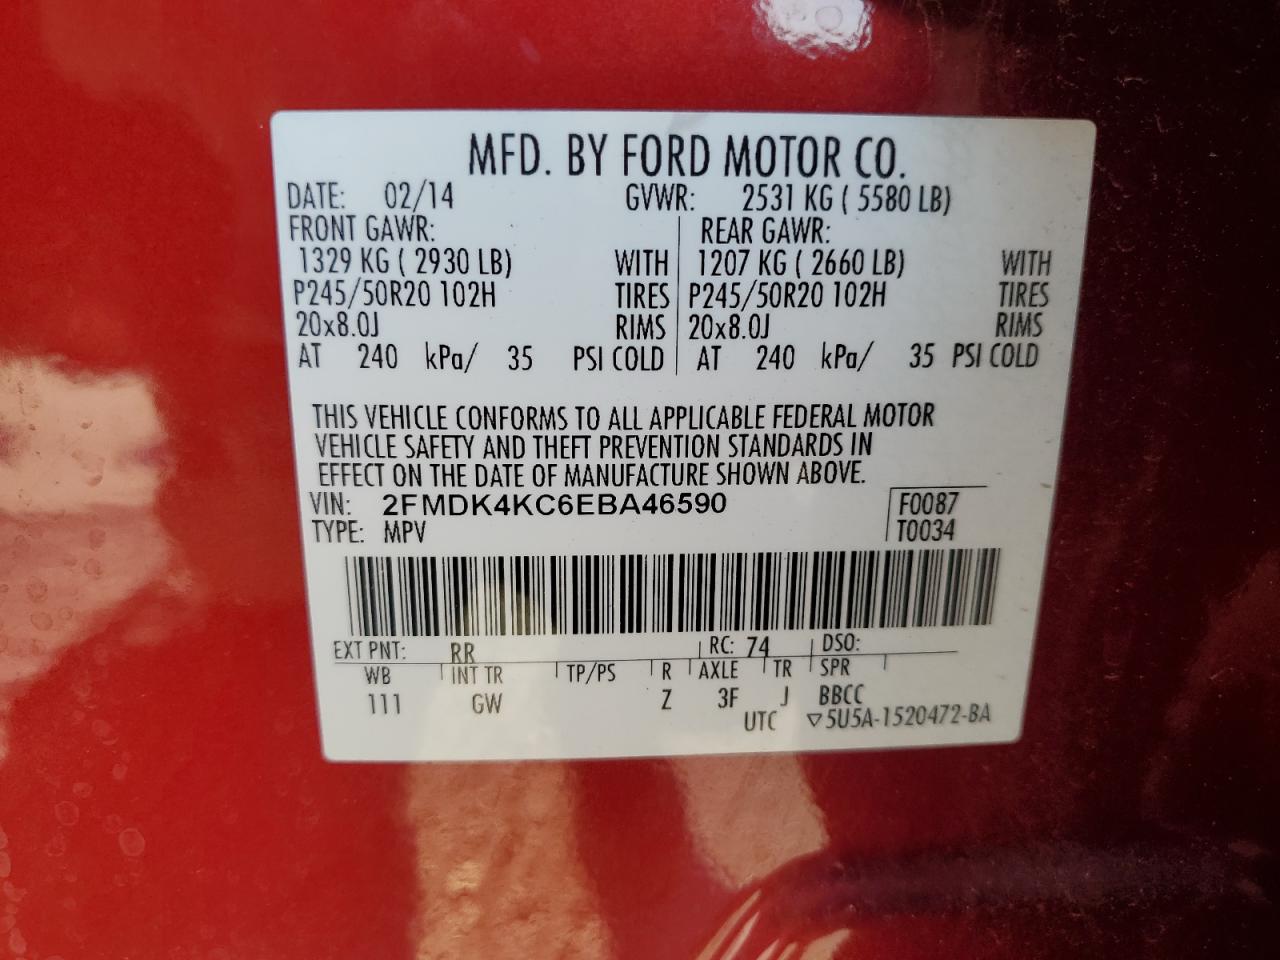 MFD. BY FORD MOTOR CO.
DATE: 02/14 GVWR: 2531 KG ( 5580 LB)
FRONT GAWR: REAR GAWR:
1329 KG ( 2930 LB) WITH 1207 KG ( 2660 LB) WITH
P245/50R20 102H TIRES P245/50R20 102H TIRES
20x8.0J RIMS 20x8.0J RIMS
AT 240 kPa/ 35 PSI COLD AT 240 kPa/ 35 PSI COLD
THIS VEHICLE CONFORMS TO ALL APPLICABLE FEDERAL MOTOR
VEHICLE SAFETY AND THEFT PREVENTION STANDARDS IN
EFFECT ON THE DATE OF MANUFACTURE SHOWN ABOVE.
VIN: 2FMDK4KC6EBA46590 F0087
TYPE: MPV T0034
EXT PNT: RR RC: 74 DSO:
WB INT TR TP/PS R AXLE TR SPR
111 GW Z 3F J BBCC
UTC ▽5U5A-1520472-BA